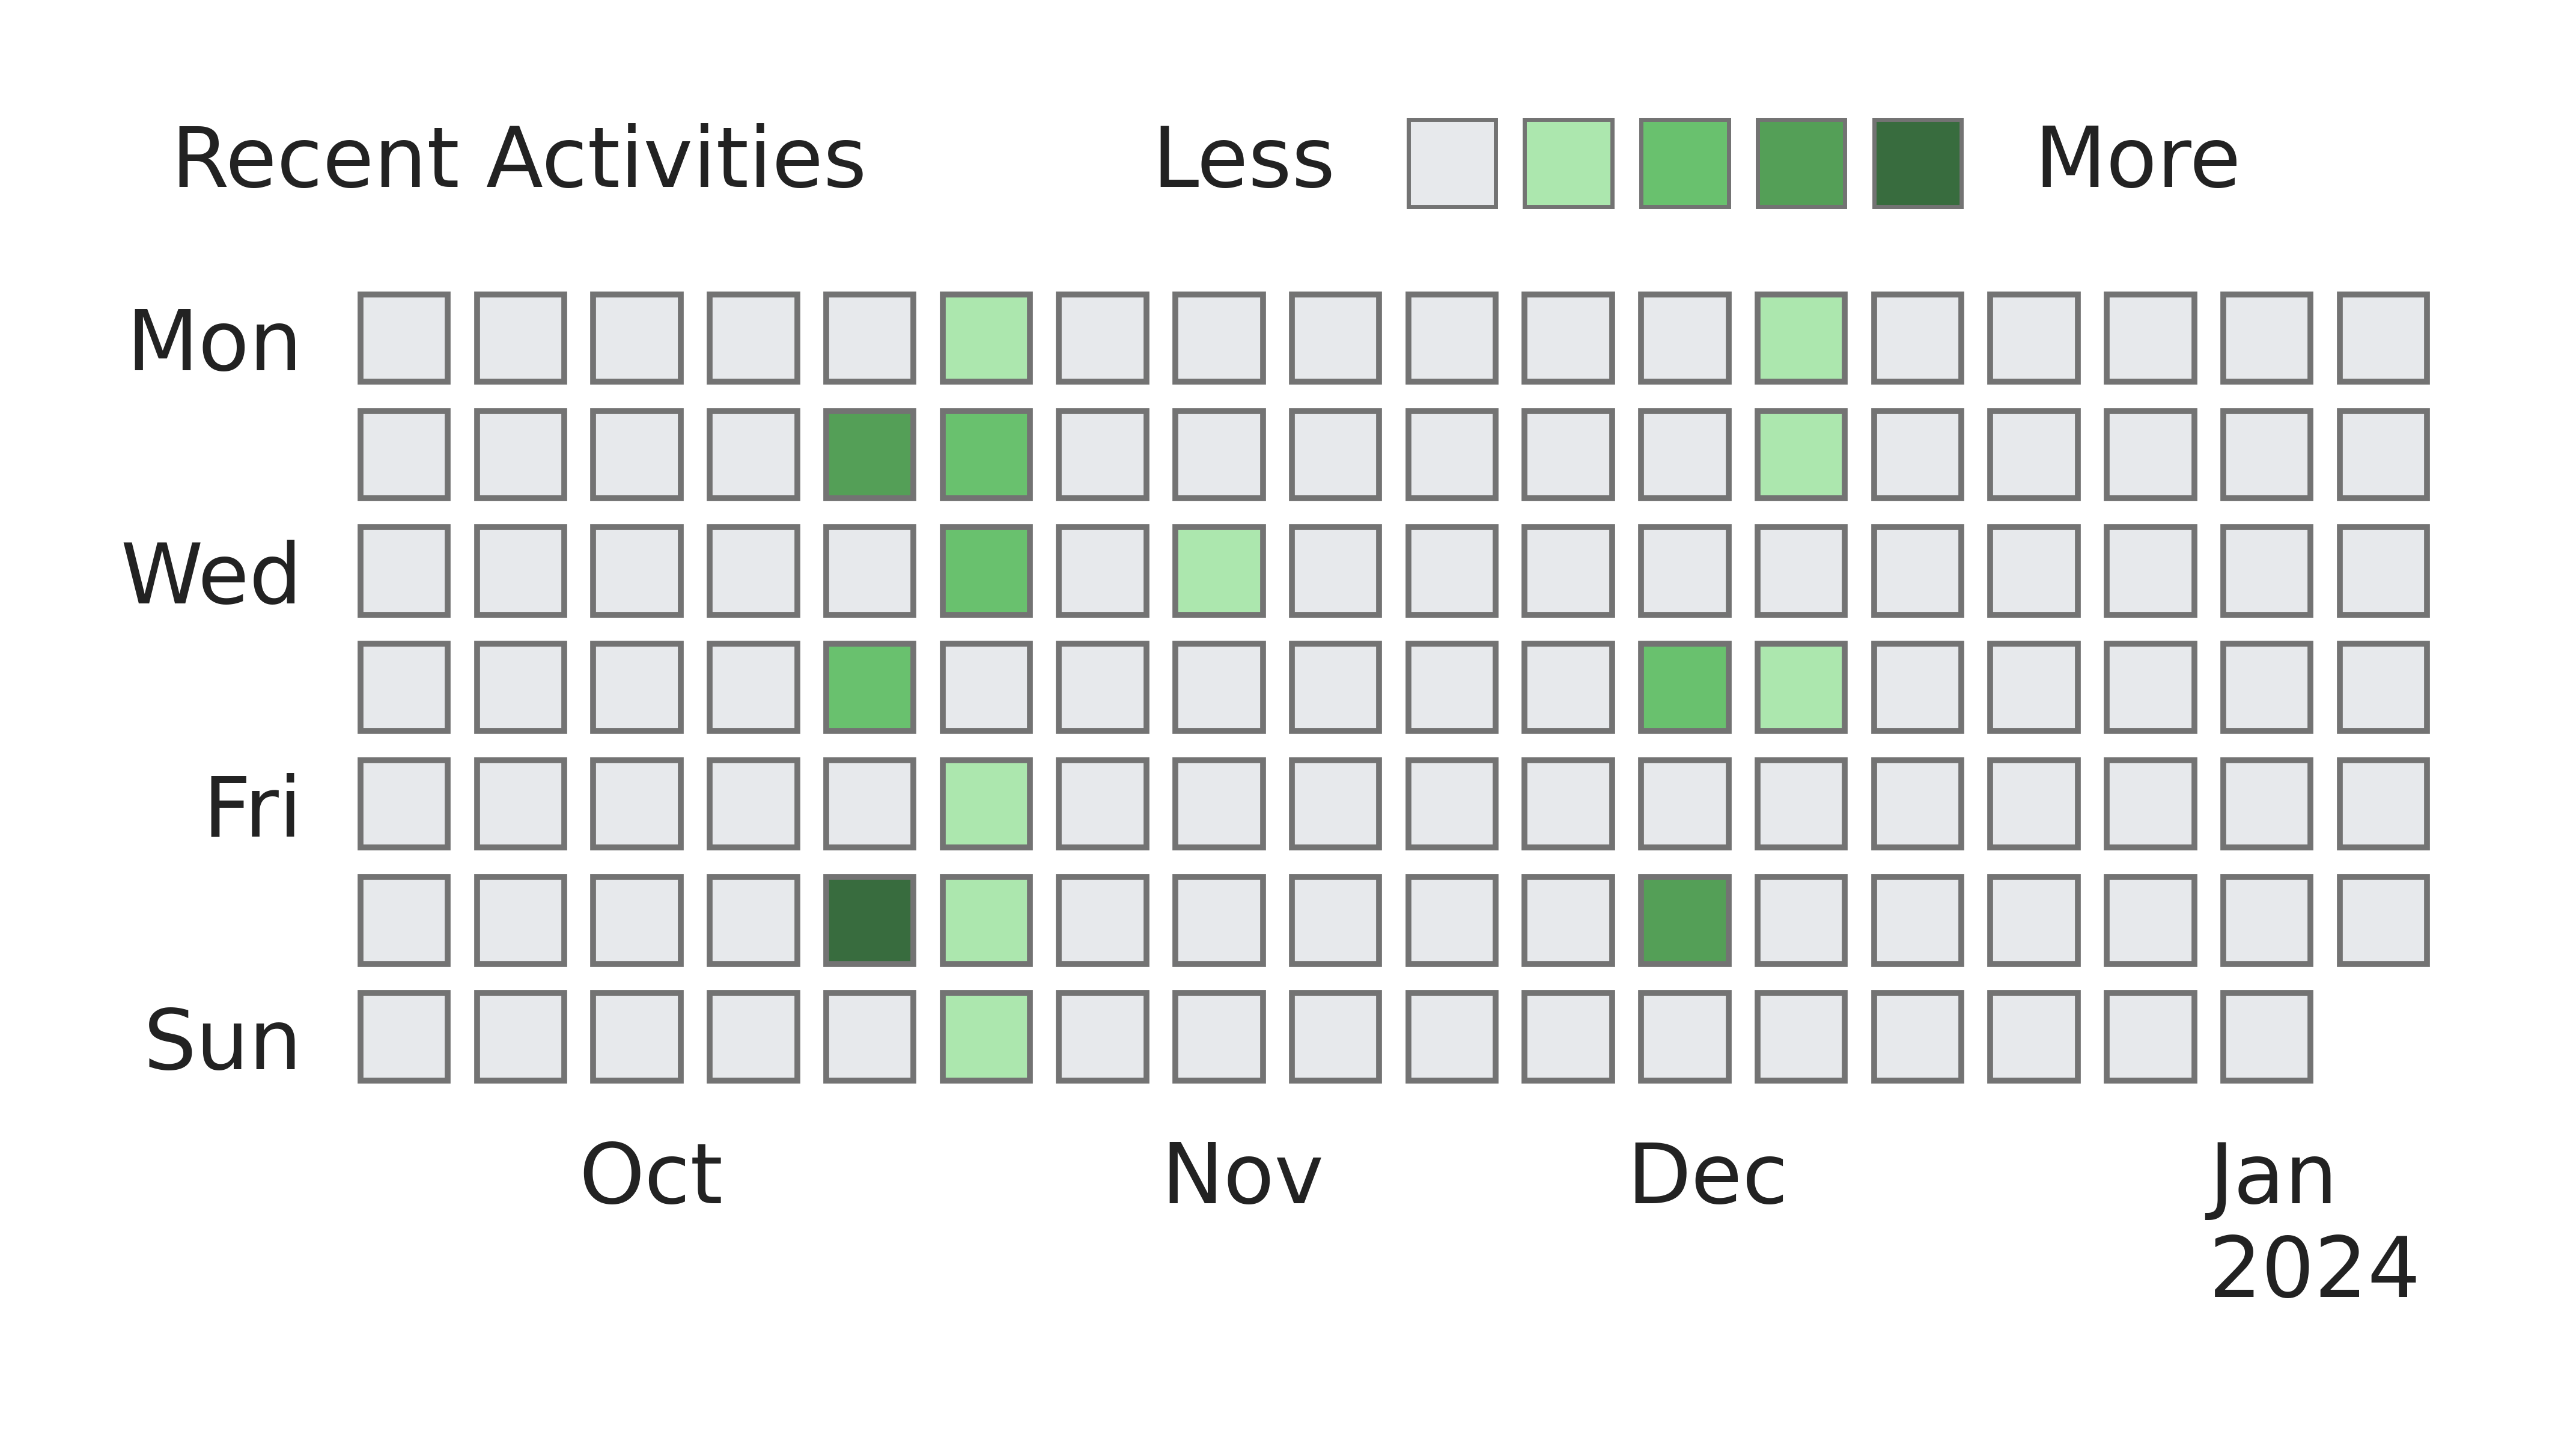 Recent Activities
Less More
Mon
Wed
Fri
Sun
Oct Nov Dec Jan
2024